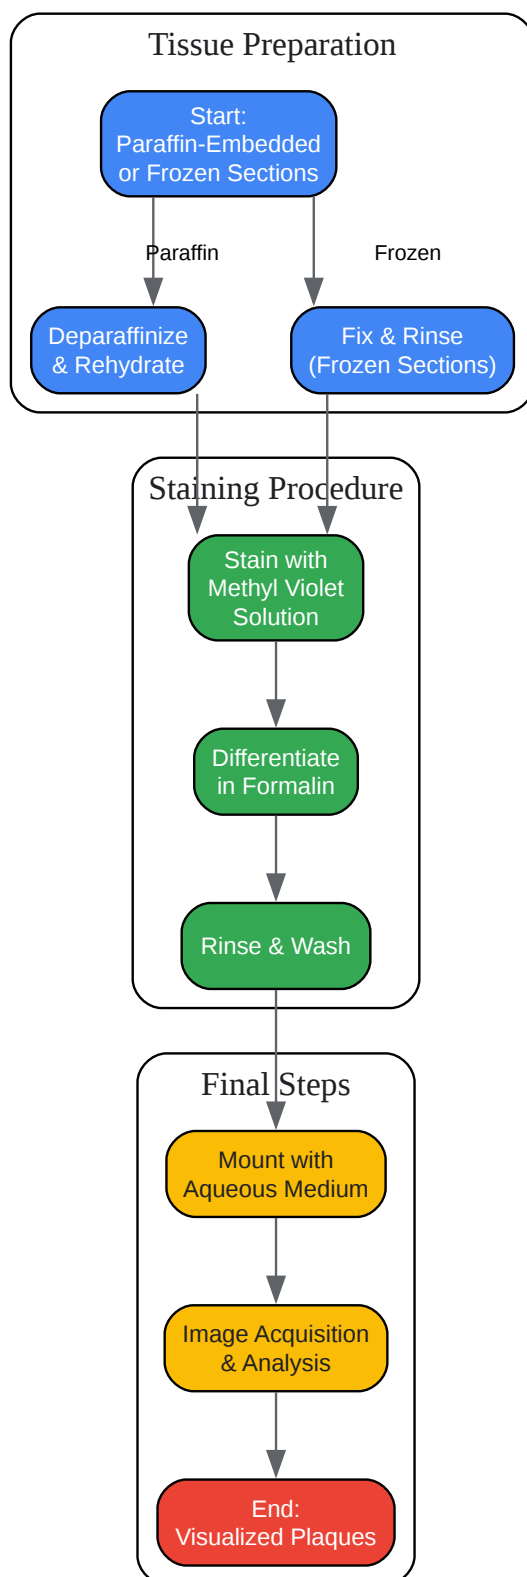 Tissue Preparation
Start:
Paraffin-Embedded
or Frozen Sections
Paraffin
Frozen
Deparaffinize
& Rehydrate
Fix & Rinse
(Frozen Sections)
Staining Procedure
Stain with
Methyl Violet
Solution
Differentiate
in Formalin
Rinse & Wash
Final Steps
Mount with
Aqueous Medium
Image Acquisition
& Analysis
End:
Visualized Plaques